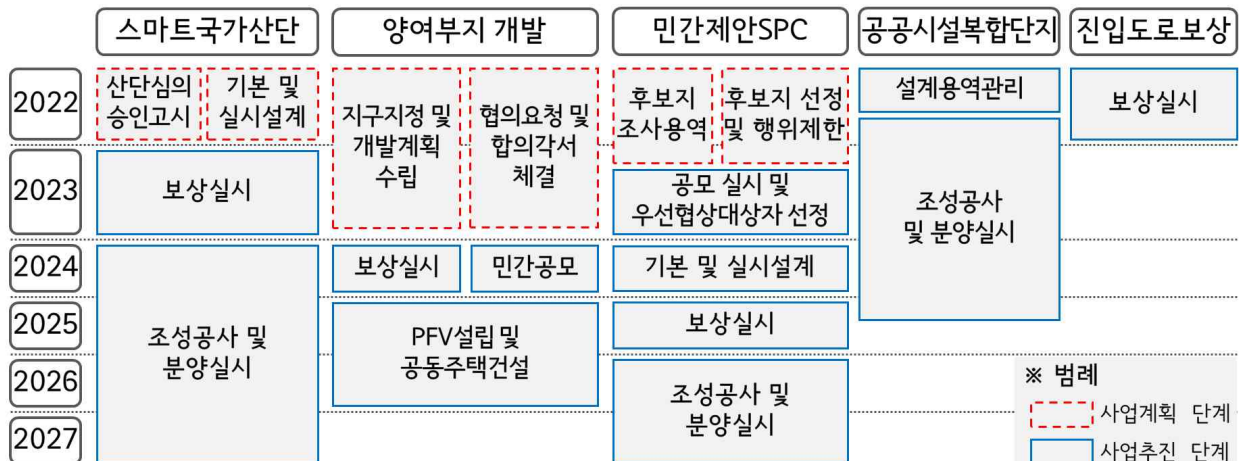 스마트국가산단
양여부지 개발
민간제안SPC
공공시설복합단지
진입도로보상
2022
산단심의
승인고시
기본 및
실시설계
지구지정 및
개발계획
수립
협의요청 및
합의각서
체결
후보지
조사용역
후보지 선정
및 행위제한
설계용역관리
보상실시
2023
보상실시
공모 실시 및
우선협상대상자 선정
조성공사
및 분양실시
2024
보상실시
민간공모
기본 및 실시설계
2025
조성공사 및
분양실시
PFV설립 및
공동주택건설
보상실시
2026
조성공사 및
분양실시
2027
※ 범례
사업계획 단계
사업추진 단계